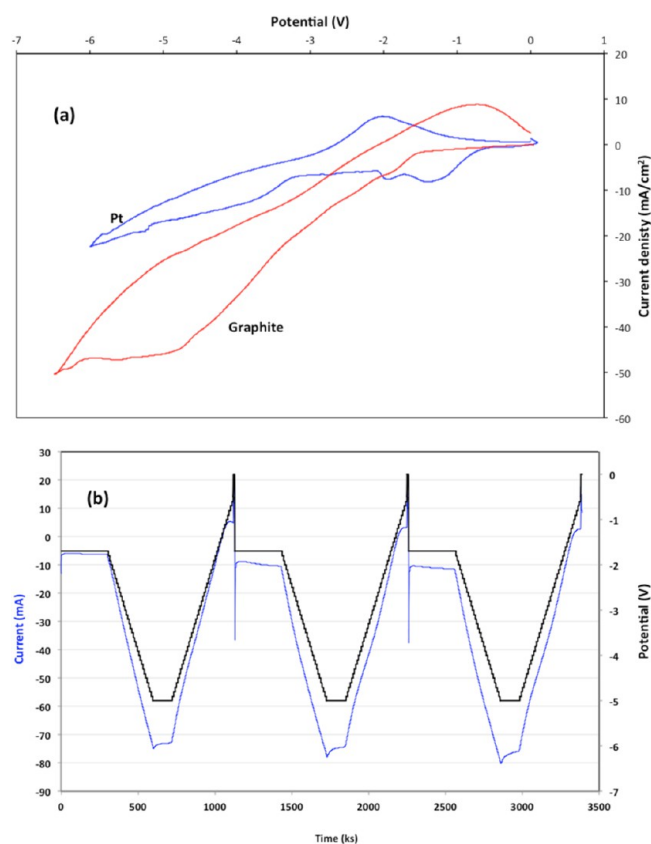 Potential (V)
-7 -6 -5 -4 -3 -2 -1 0 1
20
10
0
-10
-20
-30
-40
-50
-60
(a)
Pt
Graphite
Current denisty (mA/cm²)
(b)
30
20
10
0
-10
-20
-30
-40
-50
-60
-70
-80
-90
Current (mA)
0
-1
-2
-3
-4
-5
-6
-7
Potential (V)
0 500 1000 1500 2000 2500 3000 3500
Time (ks)